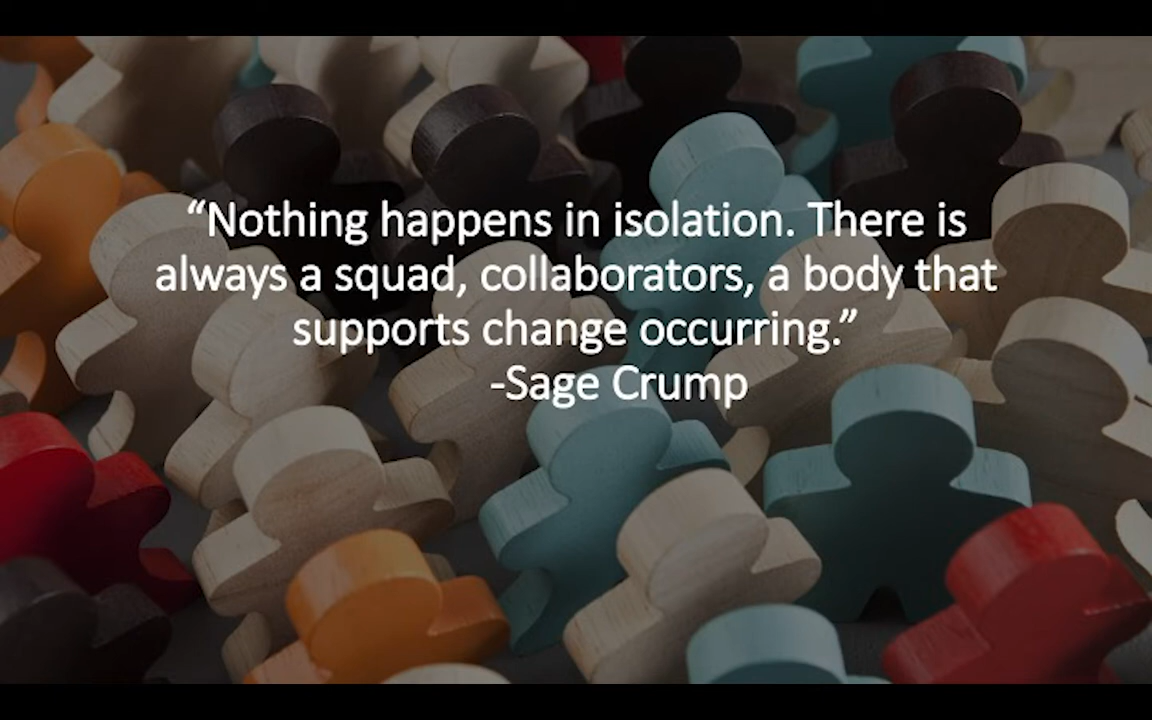 “Nothing happens in isolation. There is
always a squad, collaborators, a body that
supports change occurring.”
-Sage Crump